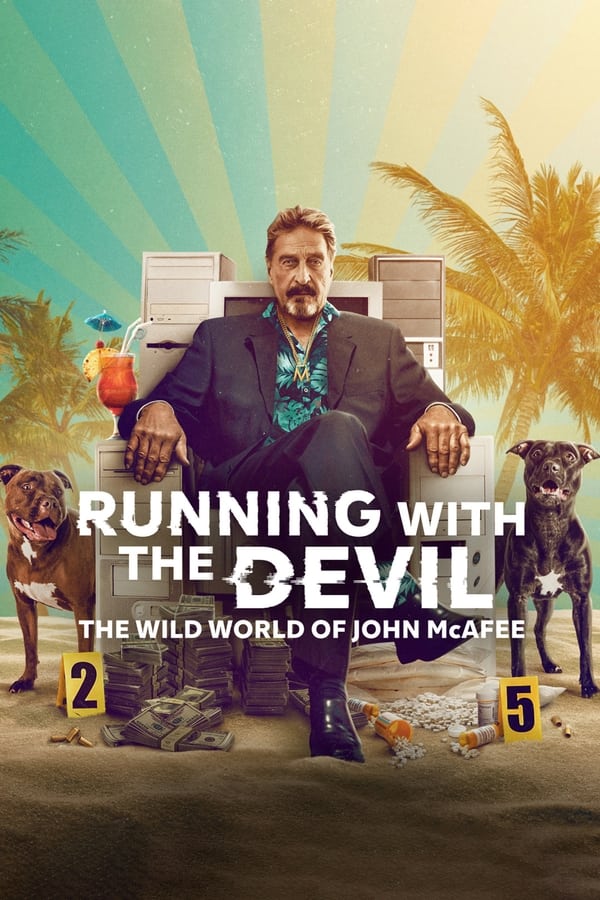 M
RUNNING WITH
THE DEVIL
THE WILD WORLD OF JOHN McAFEE
2
5